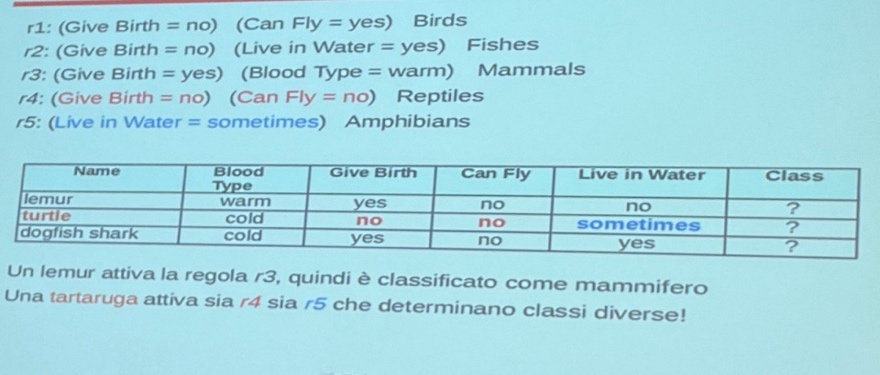 r1: (Give Birth = no) (Can Fly = yes) Birds
r2: (Give Birth = no) (Live in Water = yes) Fishes
r3: (Give Birth = yes) (Blood Type = warm) Mammals
r4: (Give Birth = no) (Can Fly = no) Reptiles
r5: (Live in Water = sometimes) Amphibians
Name Blood Type Give Birth Can Fly Live in Water Class
lemur warm yes no no ?
turtle cold no no sometimes ?
dogfish shark cold yes no yes ?
Un lemur attiva la regola r3, quindi è classificato come mammifero
Una tartaruga attiva sia r4 sia r5 che determinano classi diverse!